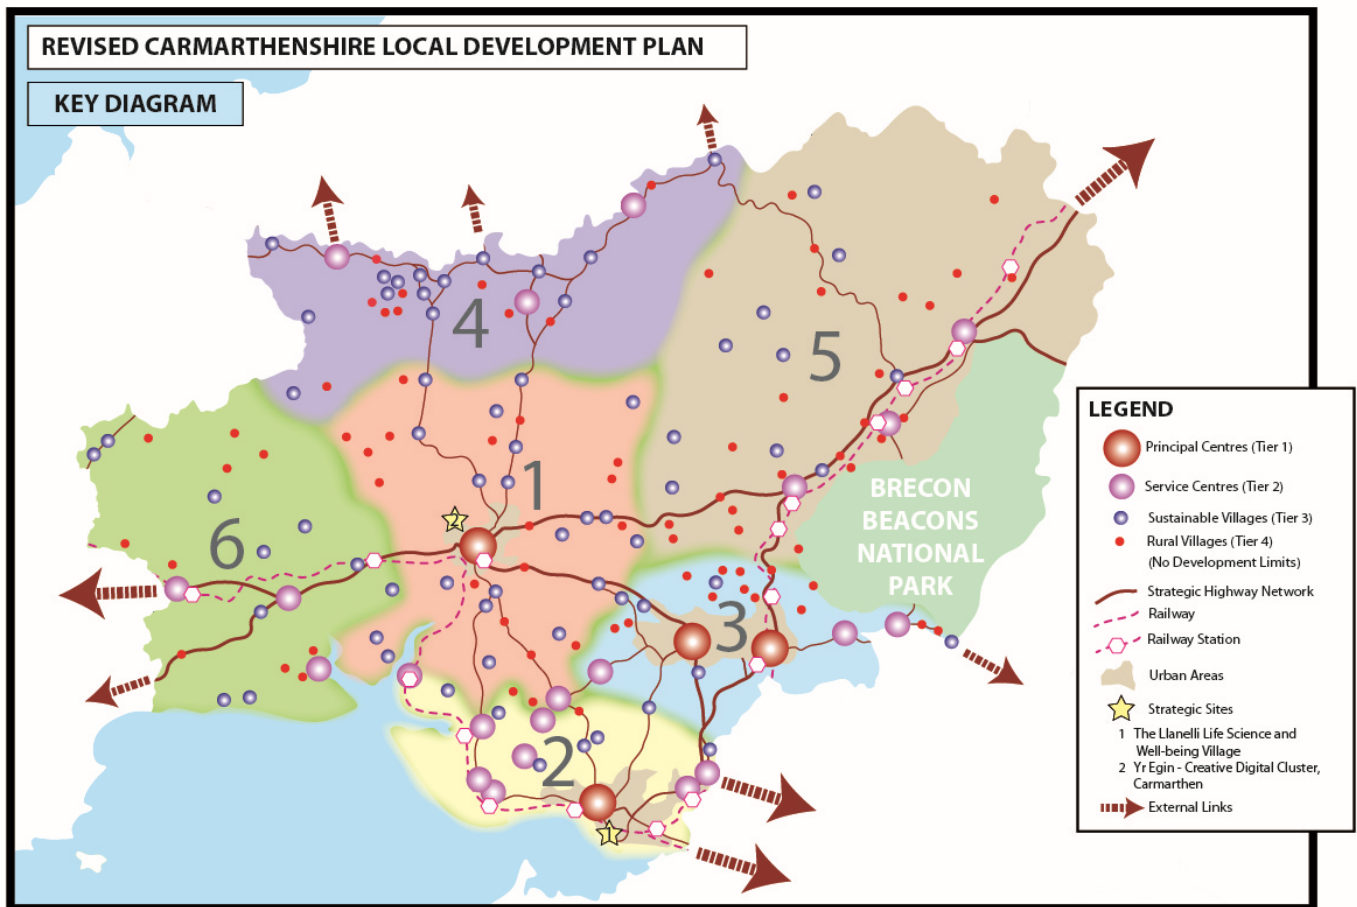 REVISED CARMARTHENSHIRE LOCAL DEVELOPMENT PLAN
KEY DIAGRAM
4
5
1
2
6
3
2
1
BRECON
BEACONS
NATIONAL
PARK
LEGEND
Principal Centres (Tier 1)
Service Centres (Tier 2)
Sustainable Villages (Tier 3)
Rural Villages (Tier 4)
(No Development Limits)
Strategic Highway Network
Railway
Railway Station
Urban Areas
Strategic Sites
1 The Llanelli Life Science and
Well-being Village
2 Yr Egin - Creative Digital Cluster,
Carmarthen
External Links